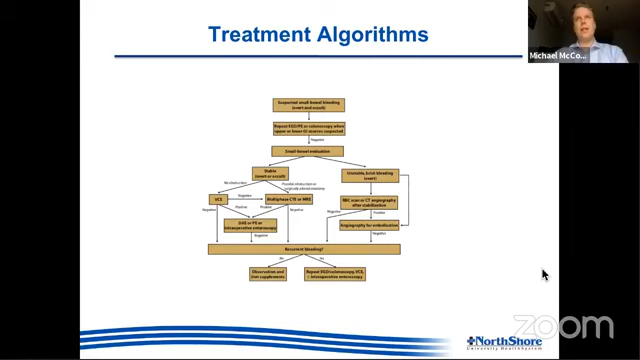 Treatment Algorithms
Michael McCo...
Suspected small-bowel bleeding
(overt and occult)
Repeat EGD/PE or colonoscopy when
upper or lower GI sources suspected
Negative
Small-bowel evaluation
Stable
(overt or occult)
Unstable, brisk bleeding
(overt)
No obstruction
Possible obstruction or
surgically altered anatomy
VCE
Negative
Multiphase CTE or MRE
RBC scan or CT angiography
after stabilization
Negative
Positive
Positive
Negative
Negative
Positive
DAE or PE or
intraoperative enteroscopy
Angiography for embolization
Negative
Negative
Recurrent bleeding?
No
Observation and
iron supplements
Repeat EGD/colonoscopy, VCE,
± intraoperative enteroscopy
zoom
NorthShore
University HealthSystem